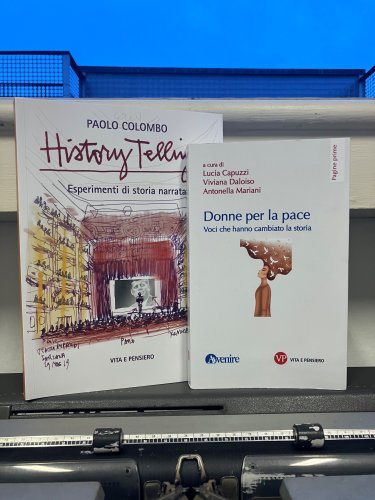 PAOLO COLOMBO
History Telling
Esperimenti di storia narrata
PAOLO
VITA E PENSIERO
Pagine prime
a cura di
Lucia Capuzzi
Viviana Daloiso
Antonella Mariani
Donne per la pace
Voci che hanno cambiato la storia
Avvenire
VP VITA E PENSIERO